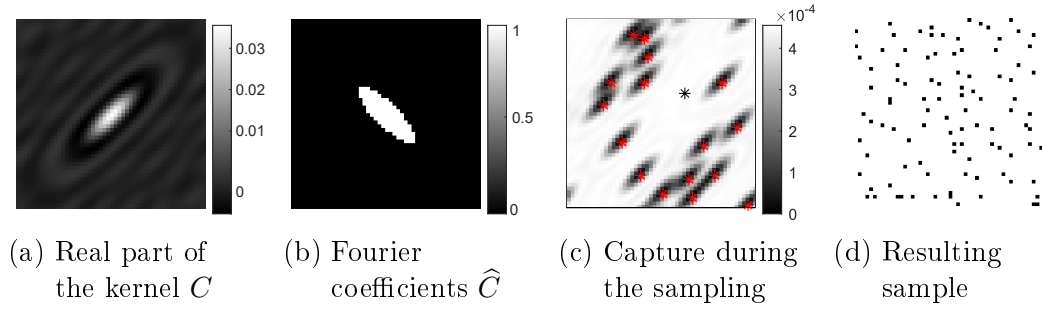 0.03
0.02
0.01
0
1
0.5
0
×10⁻⁴
4
3
2
1
0
(a) Real part of
the kernel C
(b) Fourier
coefficients Ĉ
(c) Capture during
the sampling
(d) Resulting
sample